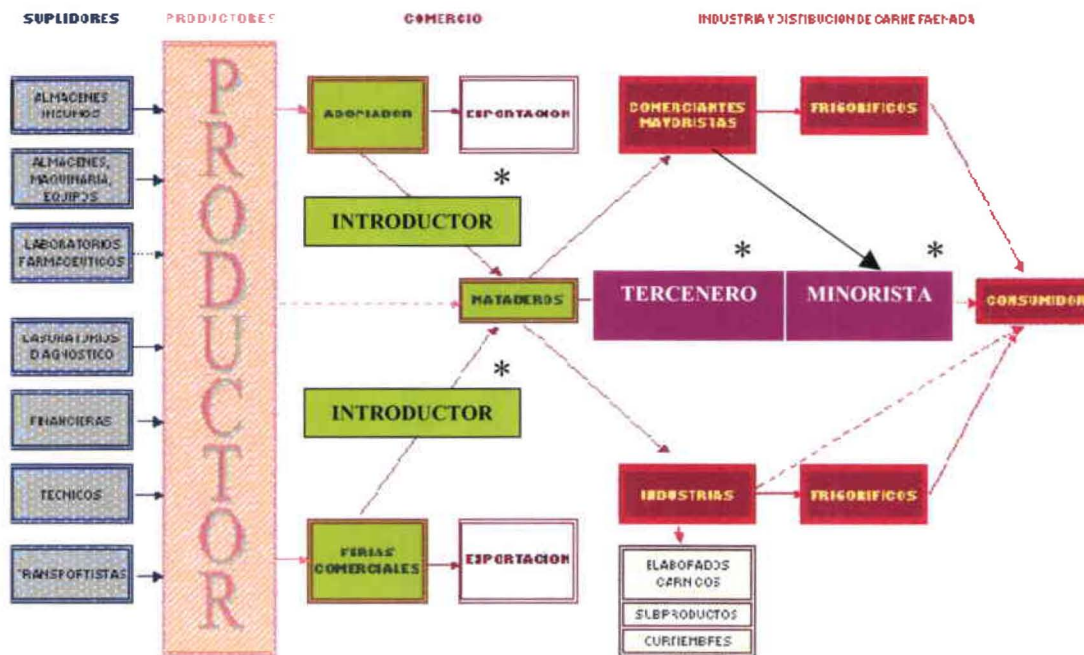 SUPLIDORES
PRODUCTORES
COMERCIO
INDUSTRIA Y DISTIBUCION DE CARNE FAENADA
ALMACENES
INSUMOS
ALMACENES,
MAQUINARIA,
EQUIPOS
LABORATORIOS
FARMACEUTICOS
LABORATORIOS
DIAGNOSTICO
FINANCIERAS
TECNICOS
TRANSPORTISTAS
PRODUCTOR
ACOPIADOR
EXPORTACION
*
INTRODUCTOR
MATADEROS
*
INTRODUCTOR
FERIAS
COMERCIALES
EXPORTACION
COMERCIANTES
MAYORISTAS
FRIGORIFICOS
*
TERCENERO
*
MINORISTA
CONSUMIDOR
INDUSTRIAS
FRIGORIFICOS
ELABORADOS
CARNICOS
SUBPRODUCTOS
CURTIEMBRES